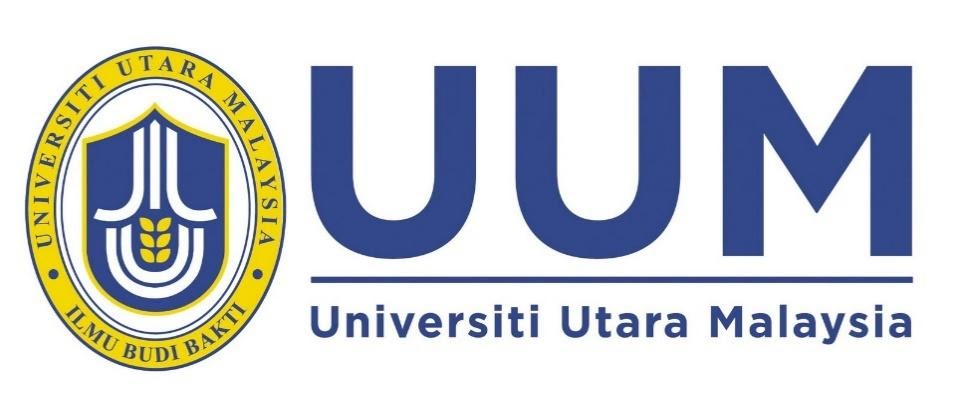 UNIVERSITI UTARA MALAYSIA
ILMU BUDI BAKTI
UUM
Universiti Utara Malaysia